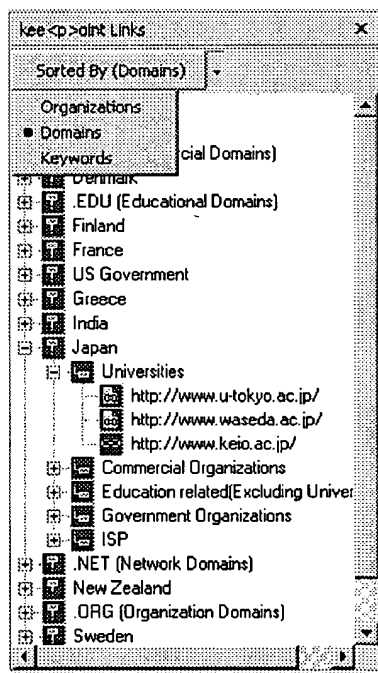 kee<p>oint Links
Sorted By (Domains)
Organizations
Domains
Keywords
cial Domains)
Denmark
.EDU (Educational Domains)
Finland
France
US Government
Greece
India
Japan
Universities
http://www.u-tokyo.ac.jp/
http://www.waseda.ac.jp/
http://www.keio.ac.jp/
Commercial Organizations
Education related(Excluding Univer
Government Organizations
ISP
.NET (Network Domains)
New Zealand
.ORG (Organization Domains)
Sweden